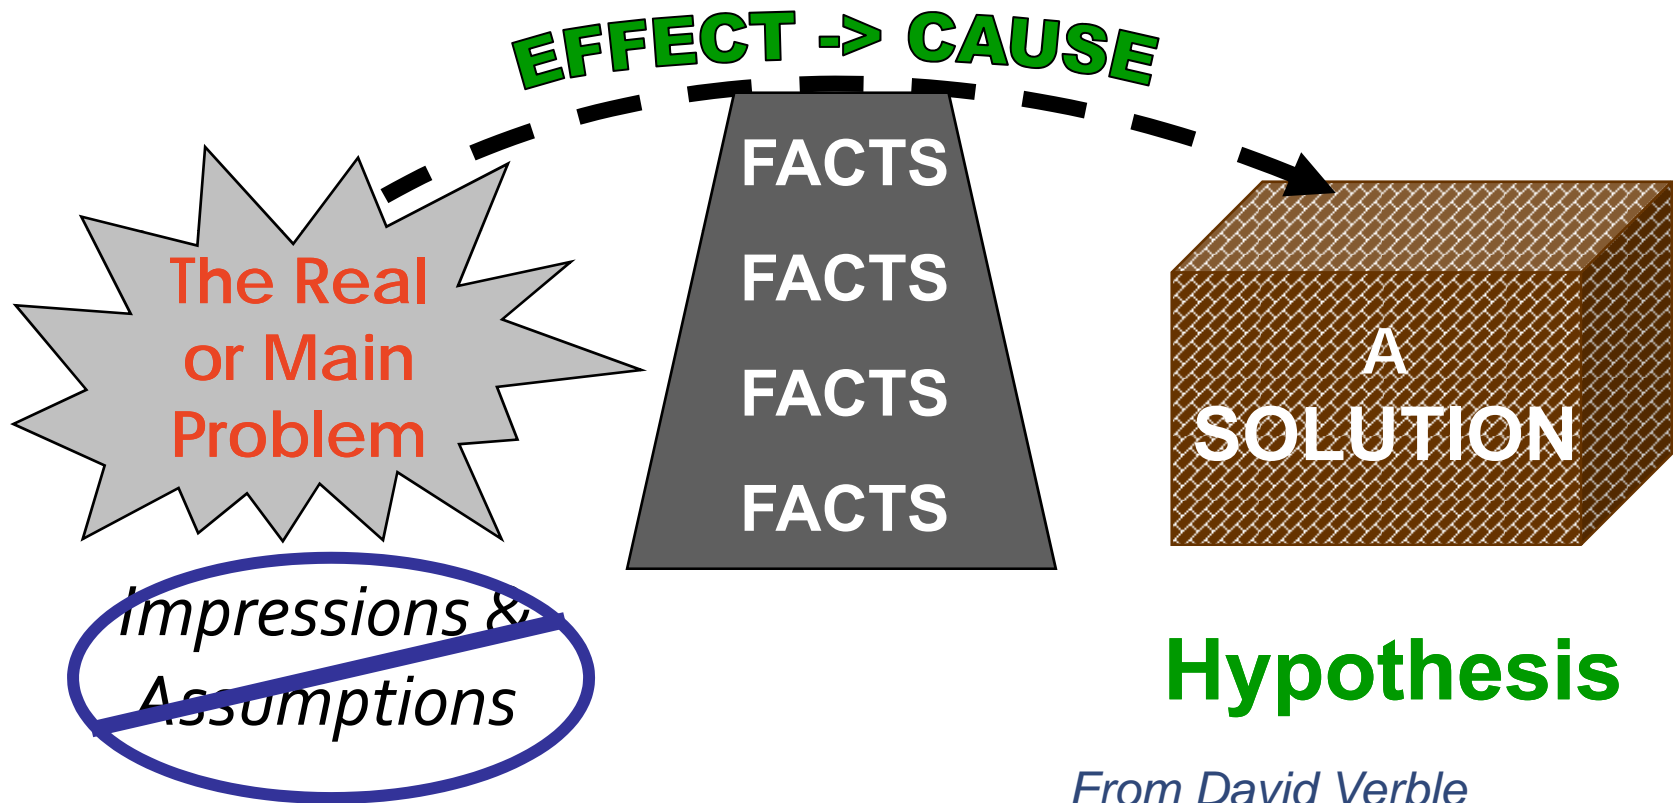 EFFECT -> CAUSE
The Real
or Main
Problem
FACTS
FACTS
FACTS
FACTS
A
SOLUTION
Impressions &
Assumptions
Hypothesis
From David Verble